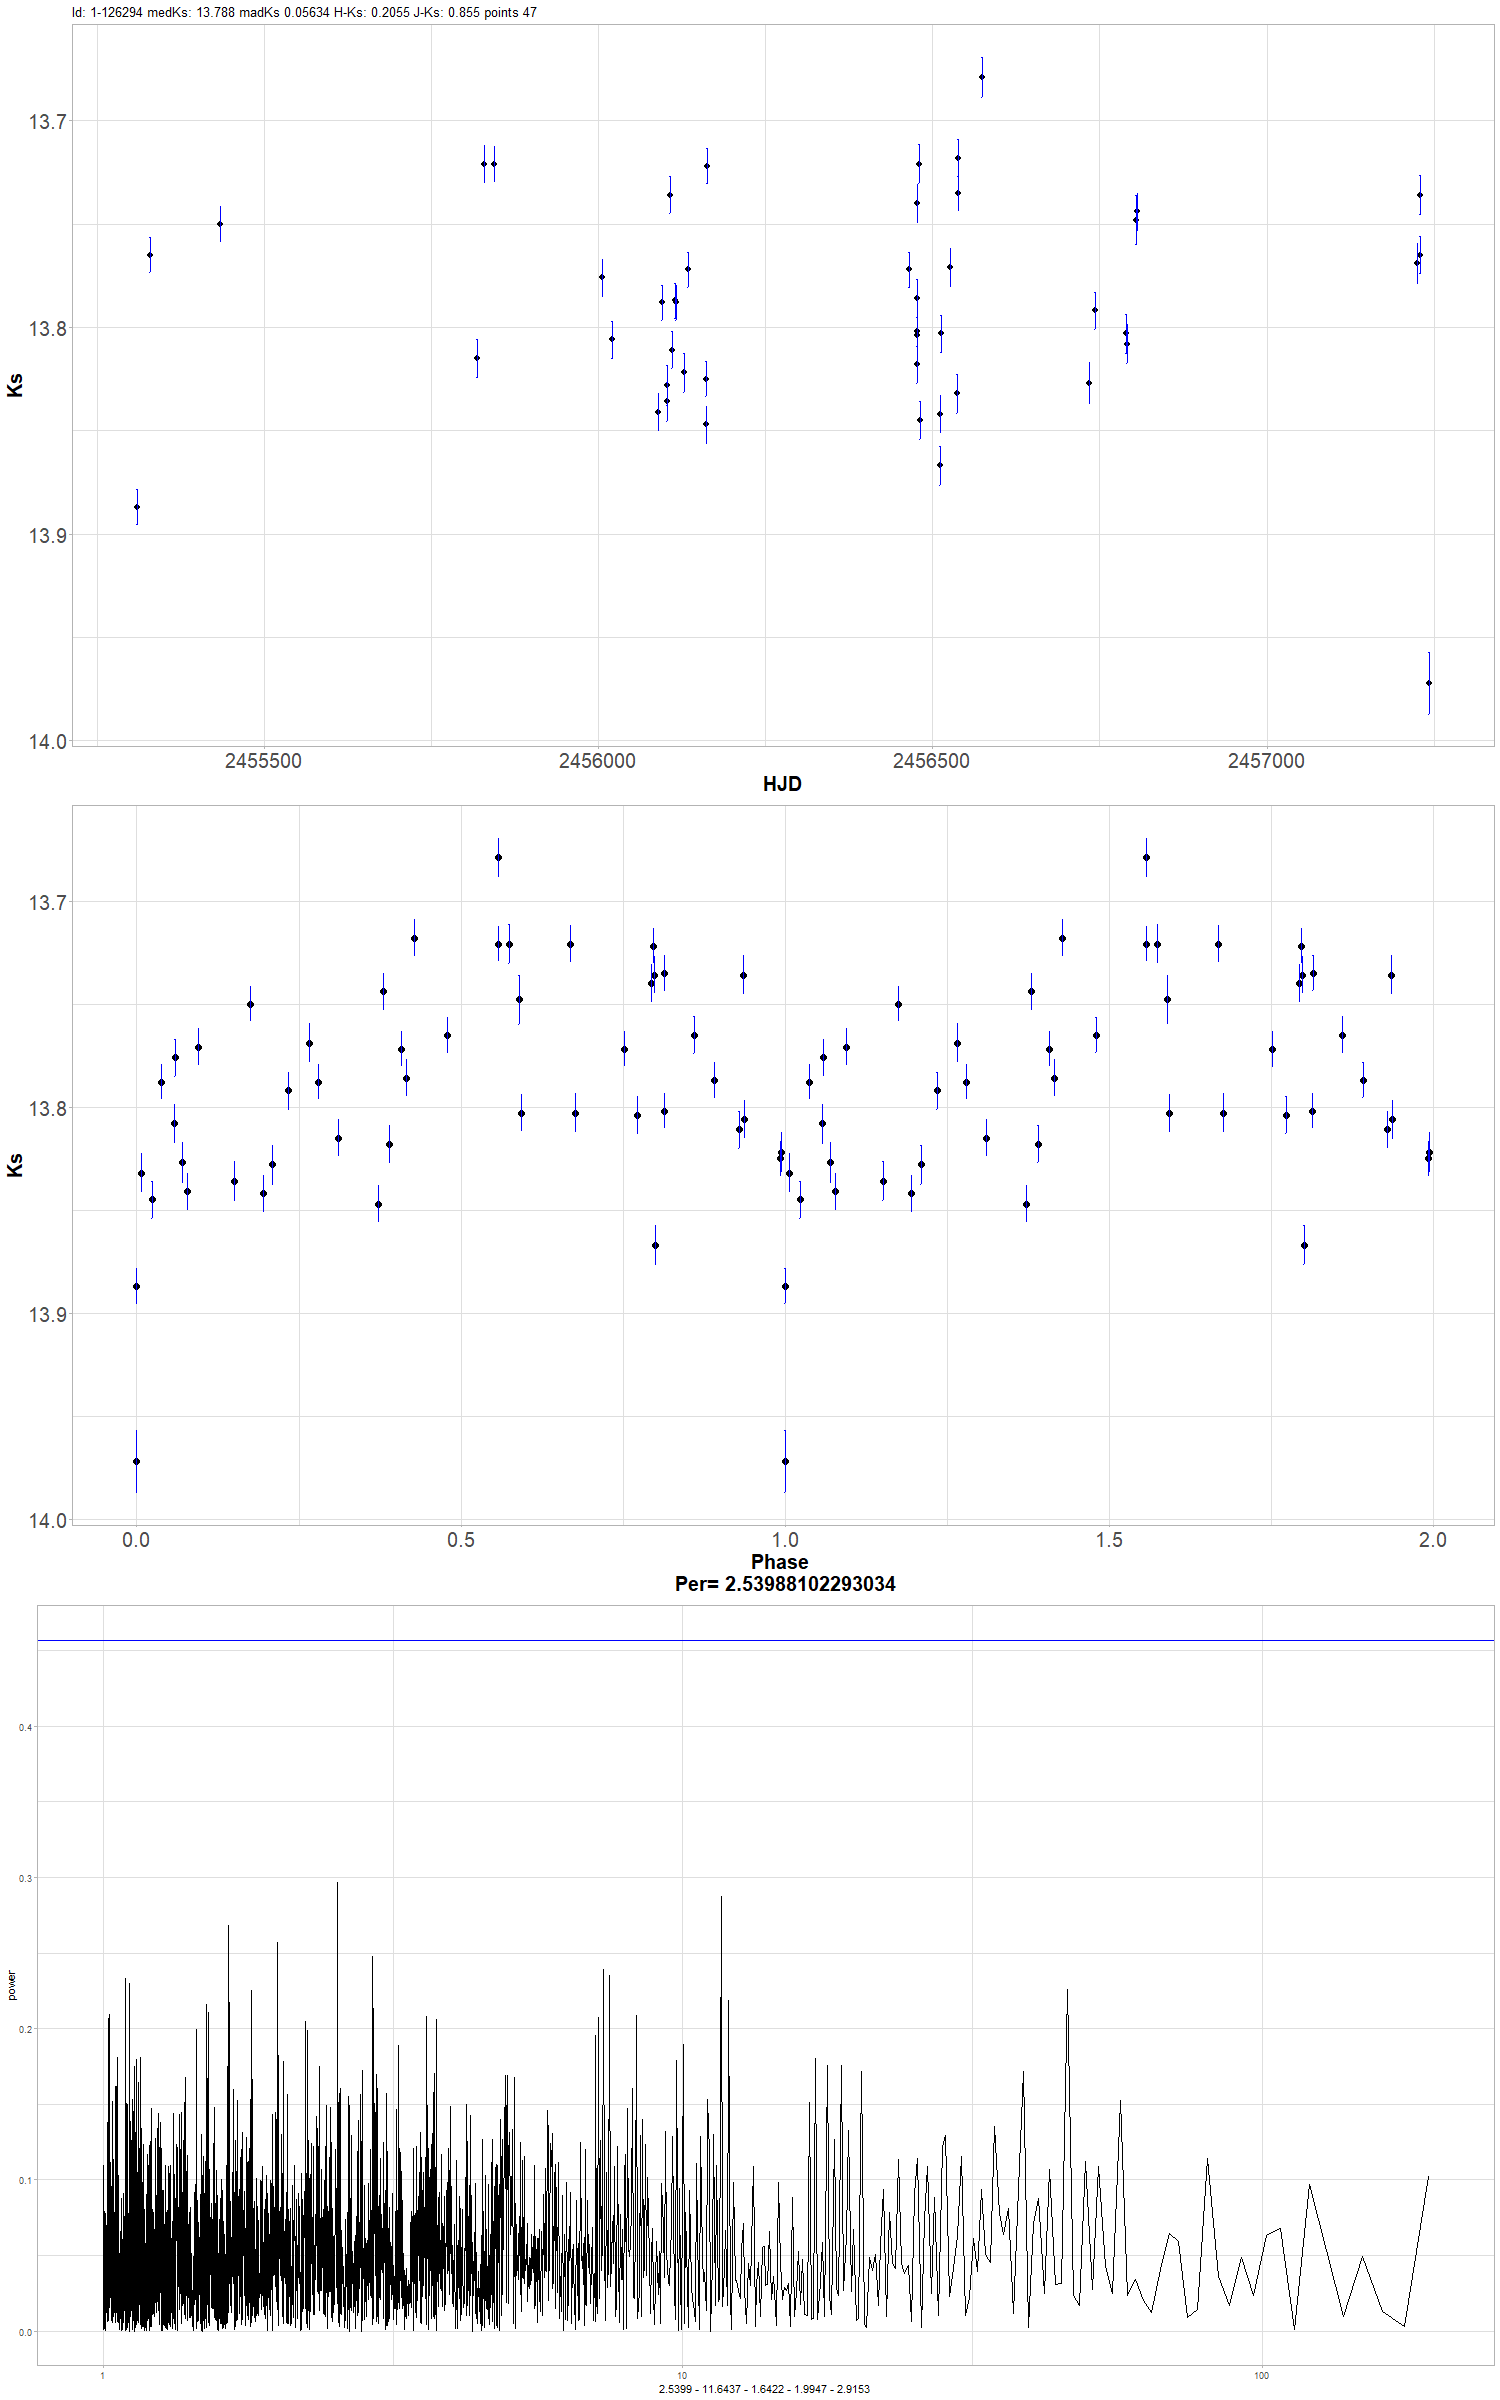 Id: 1-126294 medKs: 13.788 madKs 0.05634 H-Ks: 0.2055 J-Ks: 0.855 points 47
13.7
13.8
13.9
14.0
Ks
2455500 2456000 2456500 2457000
HJD
13.7
13.8
13.9
14.0
Ks
0.0 0.5 1.0 1.5 2.0
Phase
Per= 2.53988102293034
0.4
0.3
0.2
0.1
0.0
power
1 10 100
2.5399 - 11.6437 - 1.6422 - 1.9947 - 2.9153